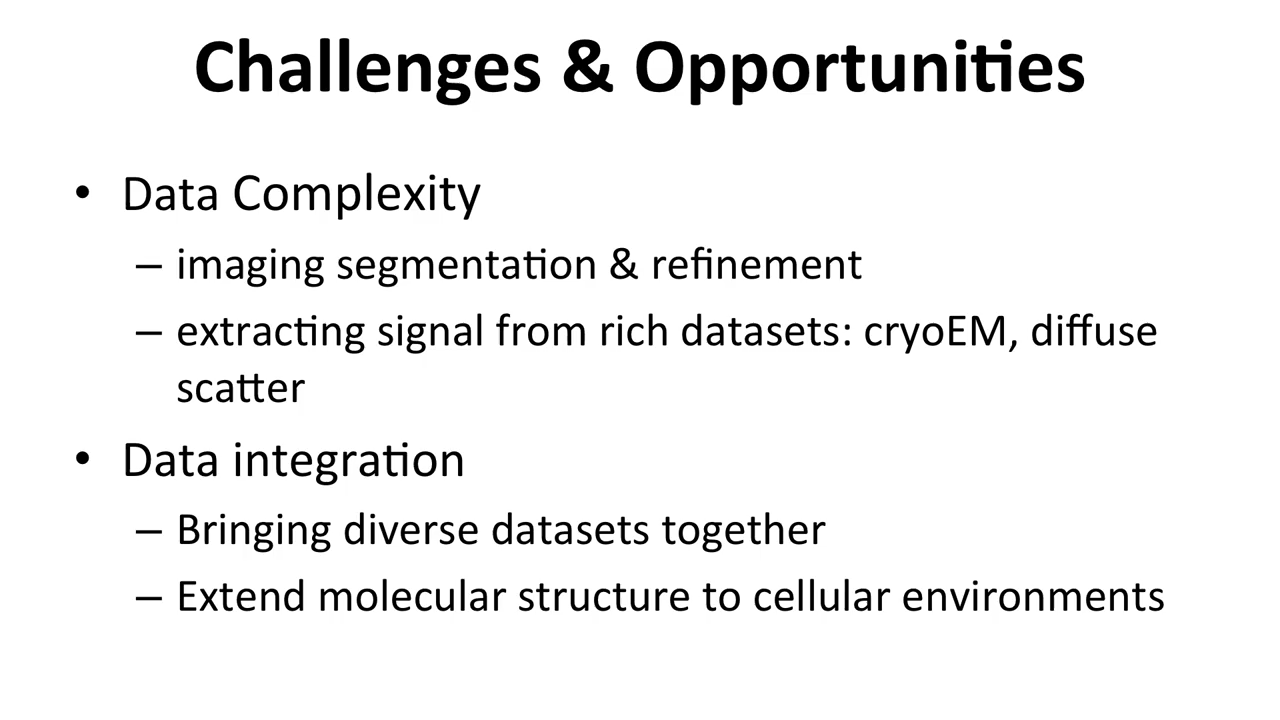 Challenges & Opportunities
• Data Complexity
– imaging segmentation & refinement
– extracting signal from rich datasets: cryoEM, diffuse
scatter
• Data integration
– Bringing diverse datasets together
– Extend molecular structure to cellular environments